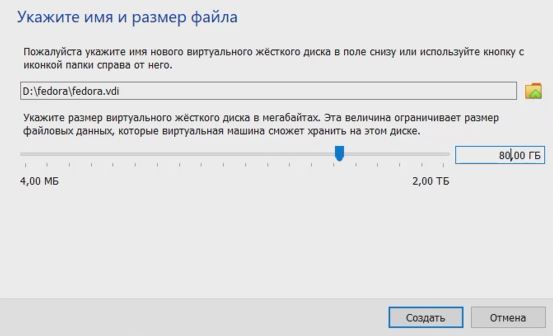 Укажите имя и размер файла
Пожалуйста укажите имя нового виртуального жёсткого диска в поле снизу или используйте кнопку с
иконкой папки справа от него.
D:\fedora\fedora.vdi
Укажите размер виртуального жёсткого диска в мегабайтах. Эта величина ограничивает размер
файловых данных, которые виртуальная машина сможет хранить на этом диске.
80,00 ГБ
4,00 МБ 2,00 ТБ
Создать Отмена